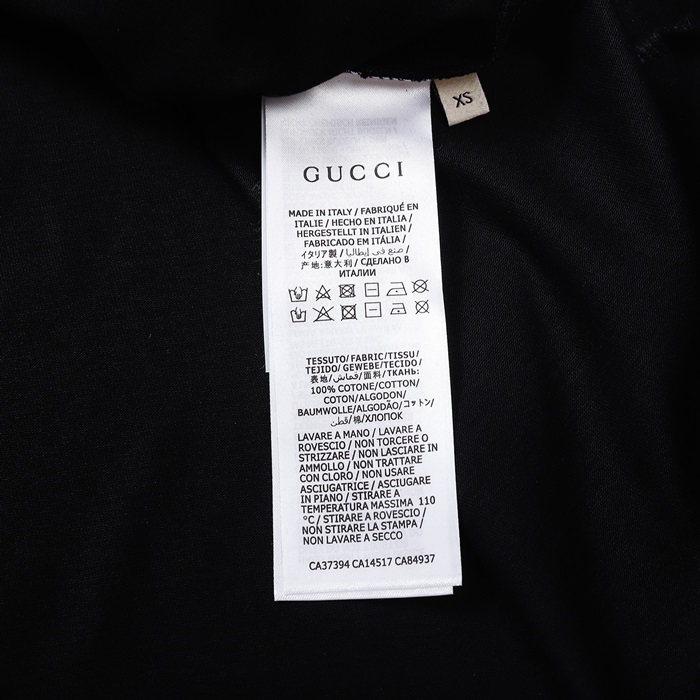 XS
GUCCI
MADE IN ITALY / FABRIQUÉ EN
ITALIE / HECHO EN ITALIA /
HERGESTELLT IN ITALIEN /
FABRICADO EM ITÁLIA /
イタリア製 / صنع في إيطاليا /
产地:意大利 / СДЕЛАНО В
ИТАЛИИ
TESSUTO/ FABRIC/TISSU/
TEJIDO/ GEWEBE/TECIDO/
表地/ قماش/ 面料/ ТКАНЬ:
100% COTONE/COTTON/
COTON/ALGODON/
BAUMWOLLE/ALGODÃO/コットン/
قطن/ 棉/ХЛОПОК
LAVARE A MANO / LAVARE A
ROVESCIO / NON TORCERE O
STRIZZARE / NON LASCIARE IN
AMMOLLO / NON TRATTARE
CON CLORO / NON USARE
ASCIUGATRICE / ASCIUGARE
IN PIANO / STIRARE A
TEMPERATURA MASSIMA 110
°C / STIRARE A ROVESCIO /
NON STIRARE LA STAMPA /
NON LAVARE A SECCO
CA37394 CA14517 CA84937